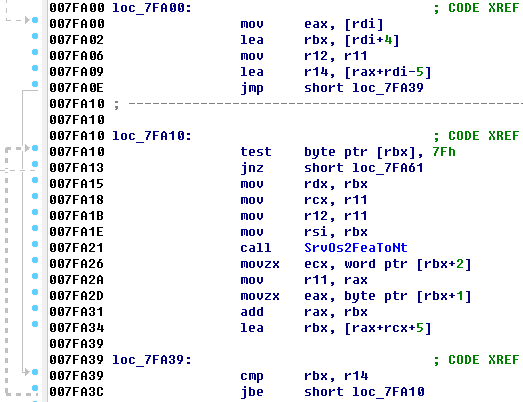 007FA00 loc_7FA00: ; CODE XREF
007FA00 mov eax, [rdi]
007FA02 lea rbx, [rdi+4]
007FA06 mov r12, r11
007FA09 lea r14, [rax+rdi-5]
007FA0E jmp short loc_7FA39
007FA10 ; ---------------------------------------------------------
007FA10
007FA10 loc_7FA10: ; CODE XREF
007FA10 test byte ptr [rbx], 7Fh
007FA13 jnz short loc_7FA61
007FA15 mov rdx, rbx
007FA18 mov rcx, r11
007FA1B mov r12, r11
007FA1E mov rsi, rbx
007FA21 call SrvOs2FeaToNt
007FA26 movzx ecx, word ptr [rbx+2]
007FA2A mov r11, rax
007FA2D movzx eax, byte ptr [rbx+1]
007FA31 add rax, rbx
007FA34 lea rbx, [rax+rcx+5]
007FA39
007FA39 loc_7FA39: ; CODE XREF
007FA39 cmp rbx, r14
007FA3C jbe short loc_7FA10